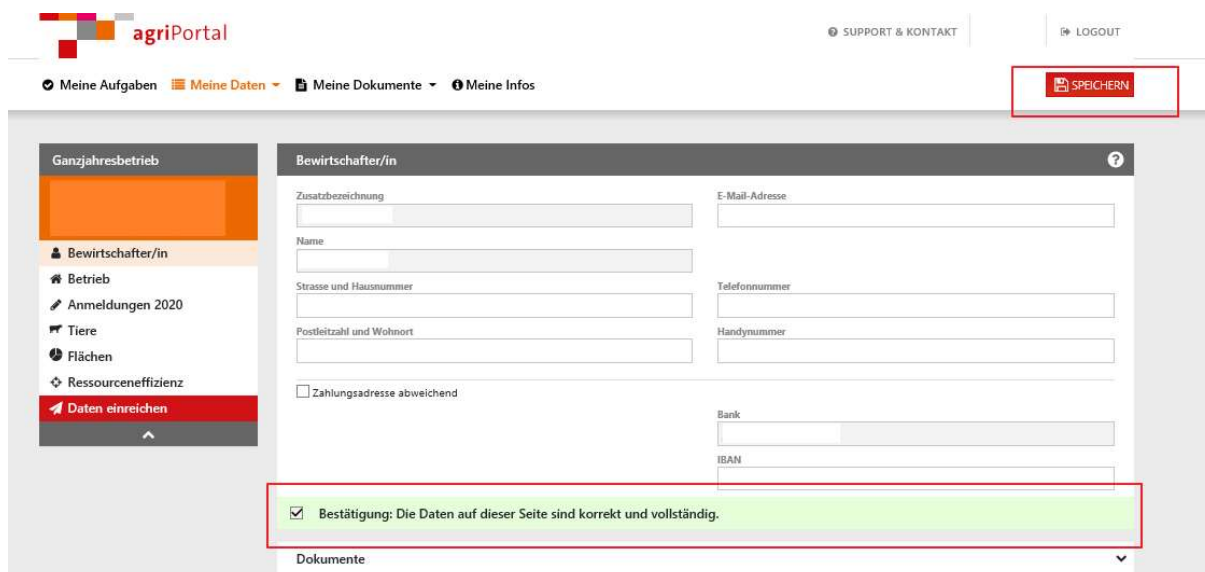 agriPortal
SUPPORT & KONTAKT
LOGOUT
Meine Aufgaben
Meine Daten
Meine Dokumente
Meine Infos
SPEICHERN
Ganzjahresbetrieb
Bewirtschafter/in
Betrieb
Anmeldungen 2020
Tiere
Flächen
Ressourceneffizienz
Daten einreichen
Bewirtschafter/in
Zusatzbezeichnung
E-Mail-Adresse
Name
Strasse und Hausnummer
Telefonnummer
Postleitzahl und Wohnort
Handynummer
Zahlungsadresse abweichend
Bank
IBAN
Bestätigung: Die Daten auf dieser Seite sind korrekt und vollständig.
Dokumente